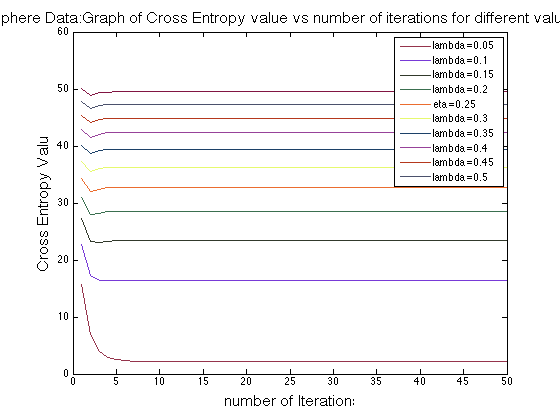 phere Data:Graph of Cross Entropy value vs number of iterations for different valu
60
50
40
30
20
10
0
Cross Entropy Valu
lambda=0.05
lambda=0.1
lambda=0.15
lambda=0.2
eta=0.25
lambda=0.3
lambda=0.35
lambda=0.4
lambda=0.45
lambda=0.5
0 5 10 15 20 25 30 35 40 45 50
number of Iteration: